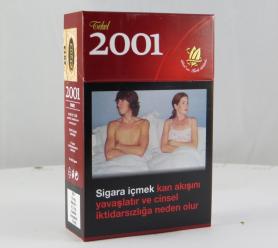 Tekel
2001
2001
Sigara içmek kan akışını
yavaşlatır ve cinsel
iktidarsızlığa neden olur